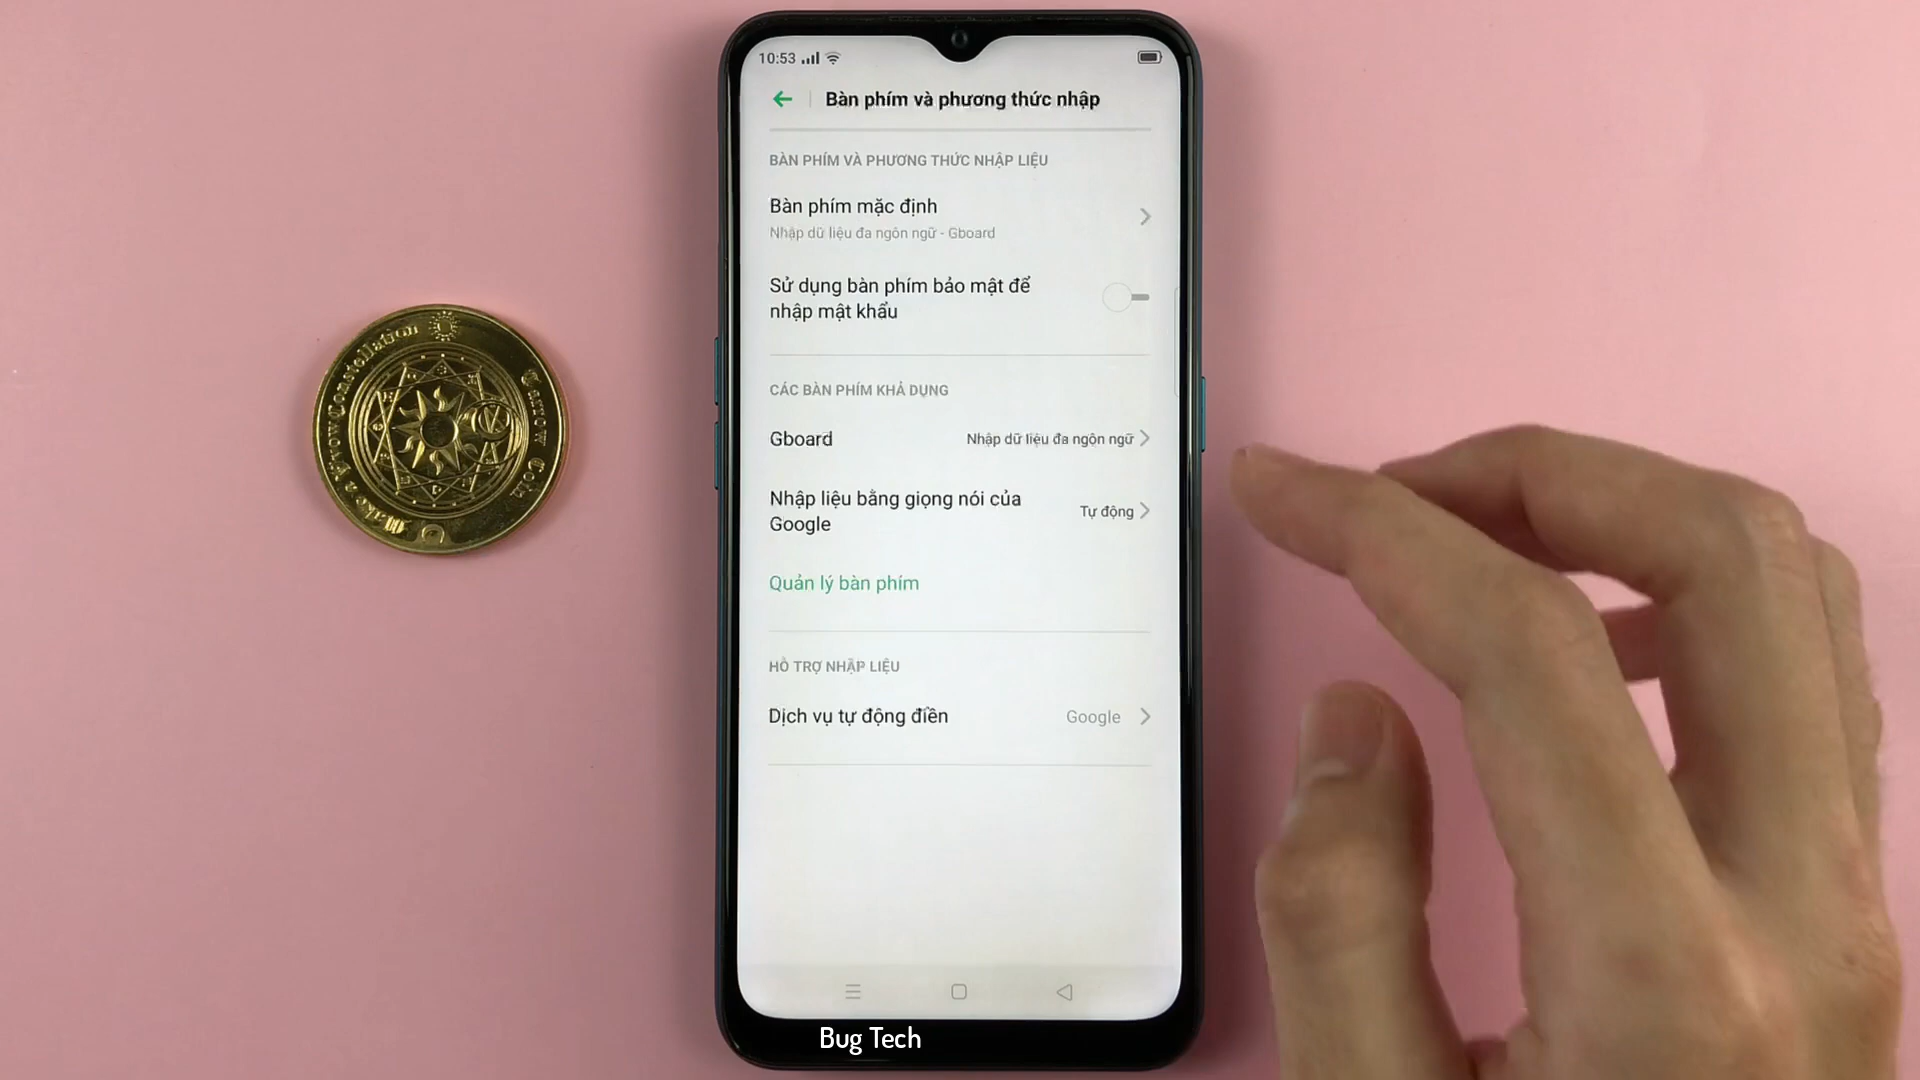 10:53
Bàn phím và phương thức nhập
BÀN PHÍM VÀ PHƯƠNG THỨC NHẬP LIỆU
Bàn phím mặc định
Nhập dữ liệu đa ngôn ngữ - Gboard
Sử dụng bàn phím bảo mật để
nhập mật khẩu
CÁC BÀN PHÍM KHẢ DỤNG
Gboard
Nhập dữ liệu đa ngôn ngữ
Nhập liệu bằng giọng nói của
Google
Tự động
Quản lý bàn phím
HỖ TRỢ NHẬP LIỆU
Dịch vụ tự động điền
Google
Bug Tech
Constellation
Tarrow Coin